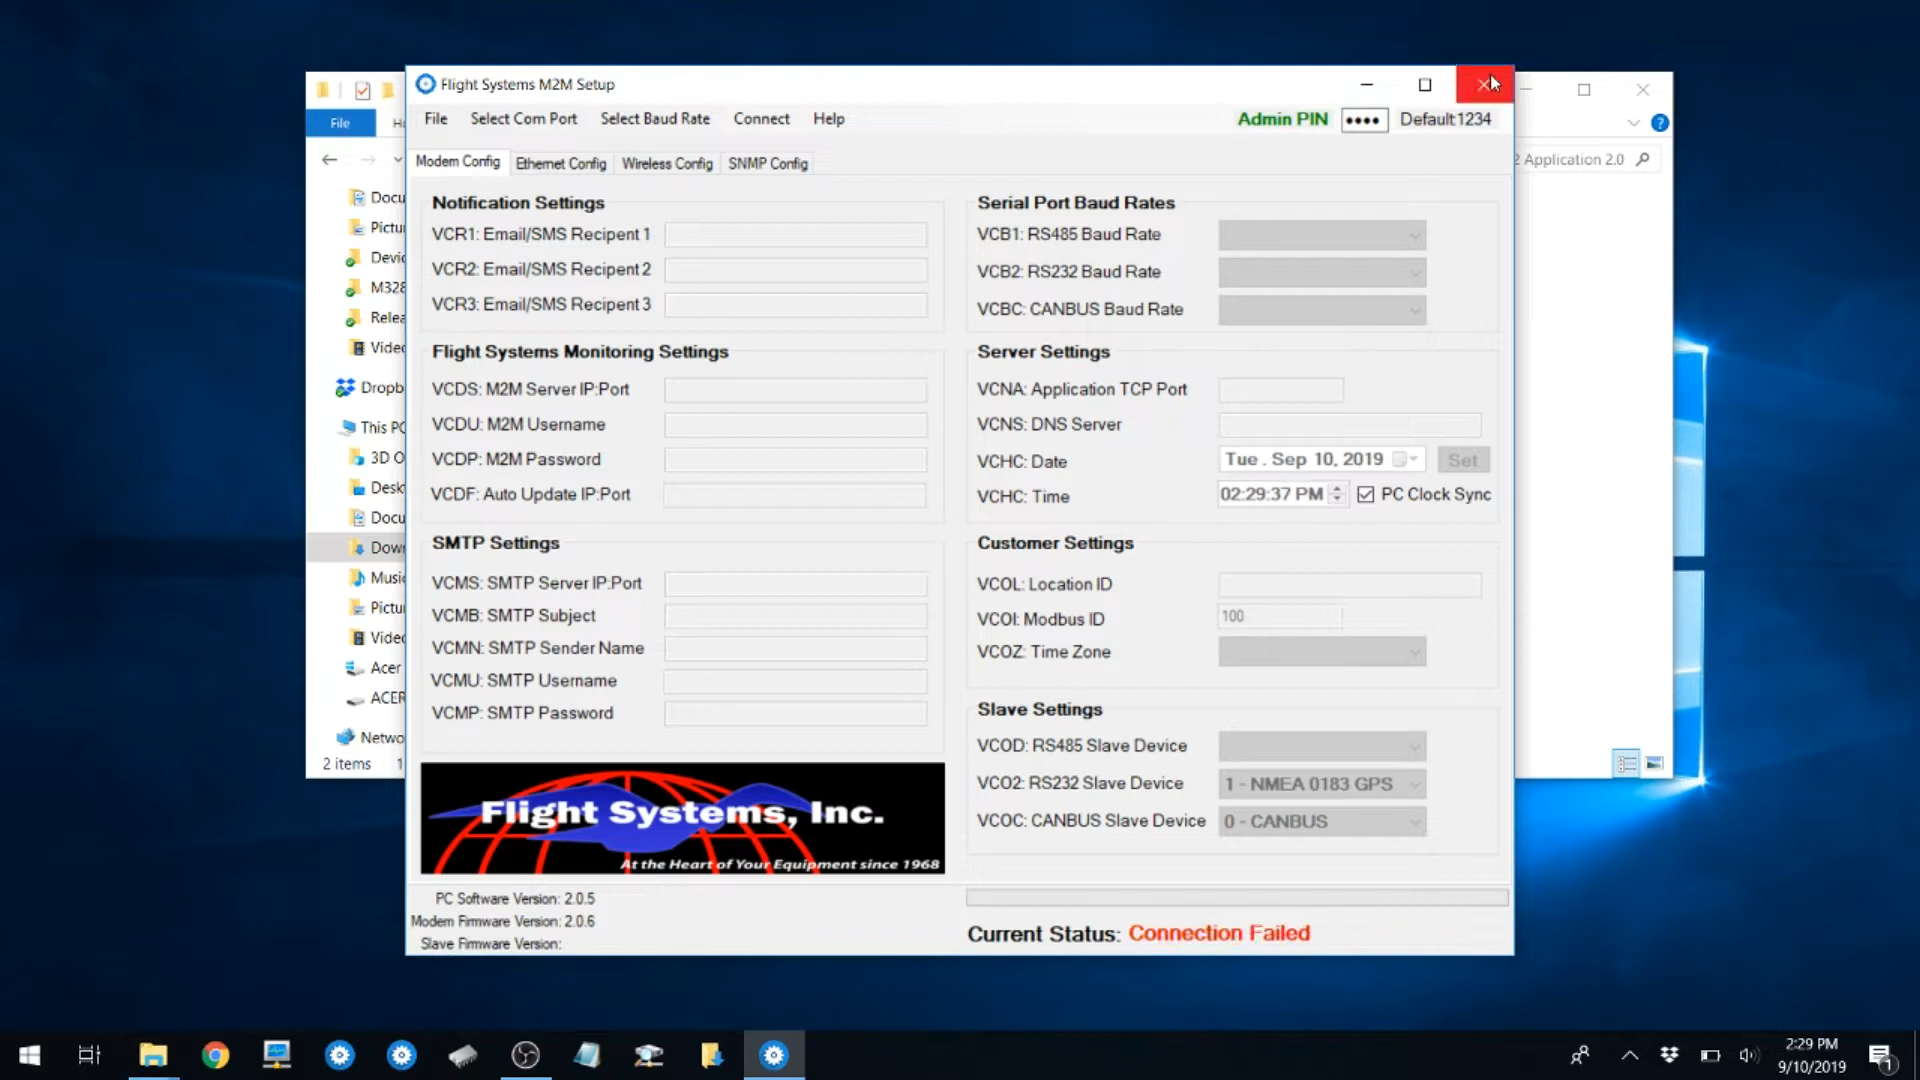 Flight Systems M2M Setup
File Select Com Port Select Baud Rate Connect Help
Admin PIN •••• Default:1234
Modem Config Ethernet Config Wireless Config SNMP Config
Notification Settings
VCR1: Email/SMS Recipent 1
VCR2: Email/SMS Recipent 2
VCR3: Email/SMS Recipent 3
Flight Systems Monitoring Settings
VCDS: M2M Server IP:Port
VCDU: M2M Username
VCDP: M2M Password
VCDF: Auto Update IP:Port
SMTP Settings
VCMS: SMTP Server IP:Port
VCMB: SMTP Subject
VCMN: SMTP Sender Name
VCMU: SMTP Username
VCMP: SMTP Password
Flight Systems, Inc.
At the Heart of Your Equipment since 1968
PC Software Version: 2.0.5
Modem Firmware Version: 2.0.6
Slave Firmware Version:
Serial Port Baud Rates
VCB1: RS485 Baud Rate
VCB2: RS232 Baud Rate
VCBC: CANBUS Baud Rate
Server Settings
VCNA: Application TCP Port
VCNS: DNS Server
VCHC: Date Tue . Sep 10, 2019 Set
VCHC: Time 02:29:37 PM PC Clock Sync
Customer Settings
VCOL: Location ID
VCOI: Modbus ID 100
VCOZ: Time Zone
Slave Settings
VCOD: RS485 Slave Device
VCO2: RS232 Slave Device 1 - NMEA 0183 GPS
VCOC: CANBUS Slave Device 0 - CANBUS
Current Status: Connection Failed
File Ho
2 Application 2.0
Docu
Pictu
Devic
M328
Relea
Videc
Dropb
This PC
3D O
Desk
Docu
Down
Music
Pictu
Videc
Acer
ACER
Netwo
2 items 1
2:29 PM
9/10/2019
1